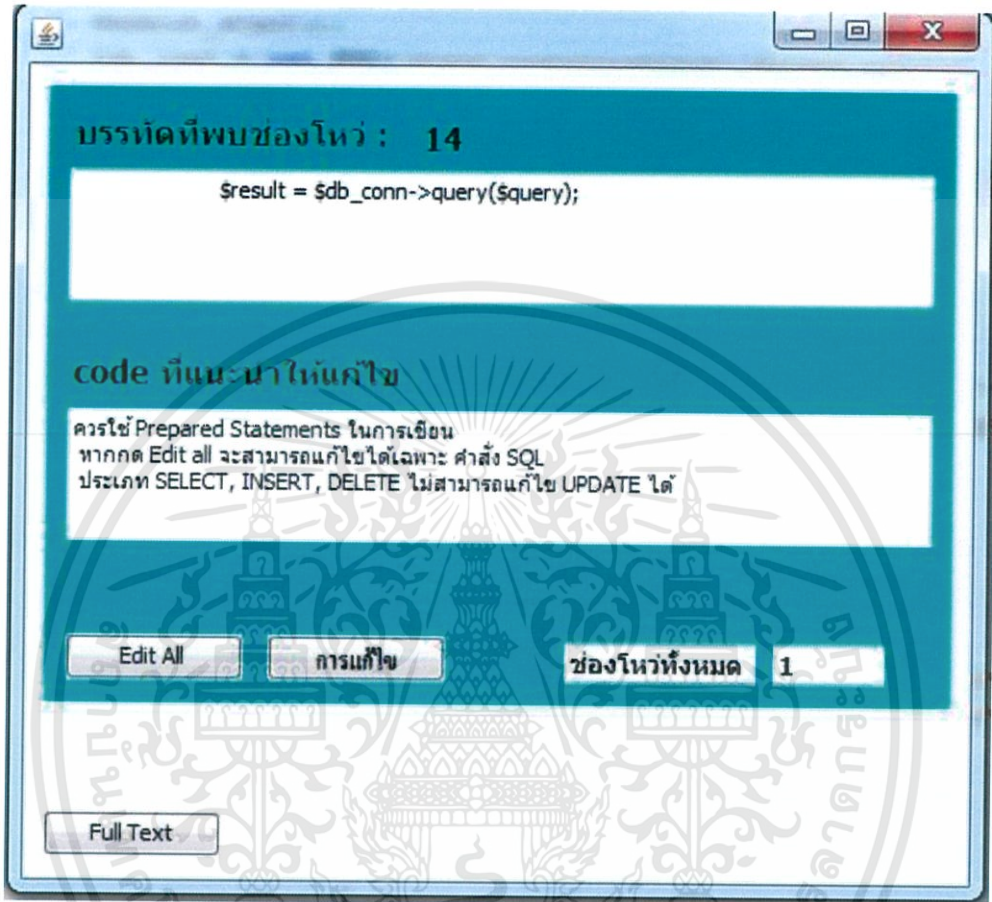 บรรทัดที่พบช่องโหว่ : 14
$result = $db_conn->query($query);
code ที่แนะนำให้แก้ไข
ควรใช้ Prepared Statements ในการเขียน
หากกด Edit all จะสามารถแก้ไขได้เฉพาะ คำสั่ง SQL
ประเภท SELECT, INSERT, DELETE ไม่สามารถแก้ไข UPDATE ได้
Edit All การแก้ไข ช่องโหว่ทั้งหมด 1
Full Text